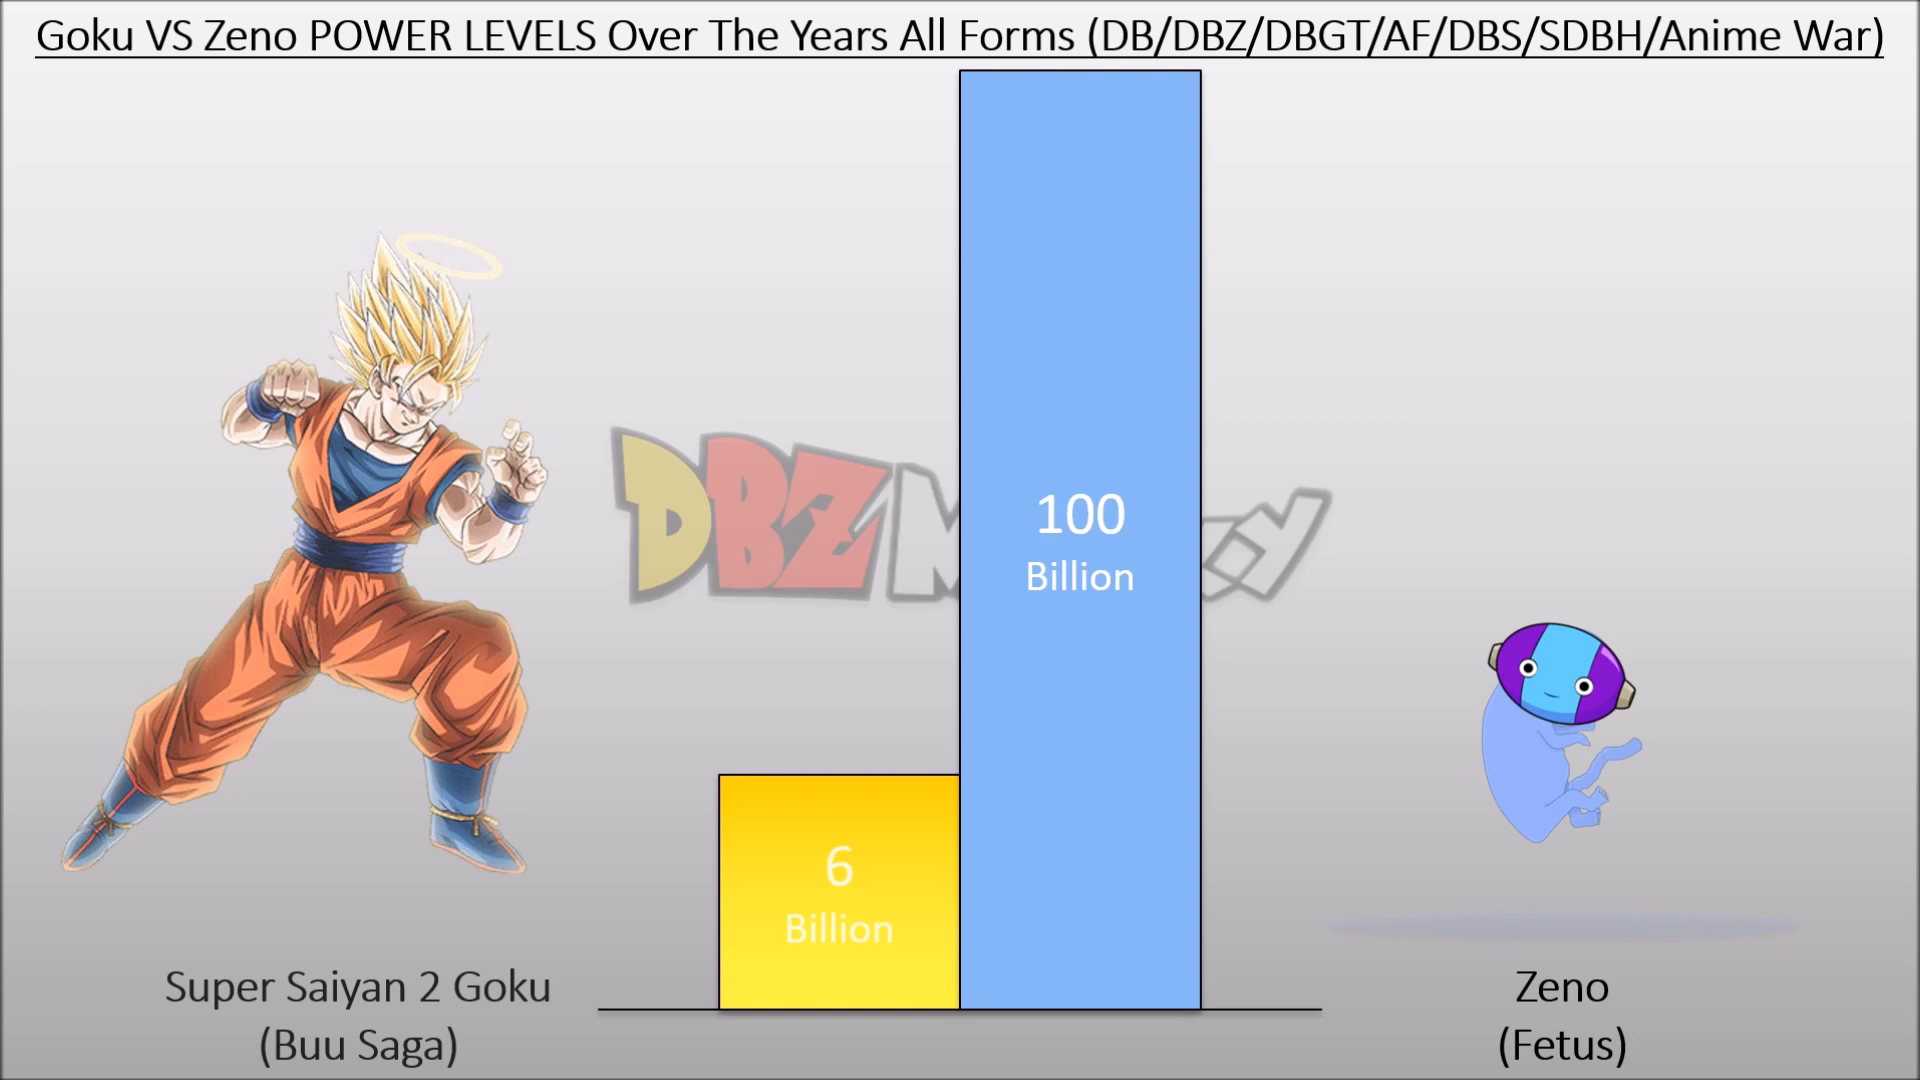 Goku VS Zeno POWER LEVELS Over The Years All Forms (DB/DBZ/DBGT/AF/DBS/SDBH/Anime War)
DBZ
100
Billion
6
Billion
Super Saiyan 2 Goku
(Buu Saga)
Zeno
(Fetus)